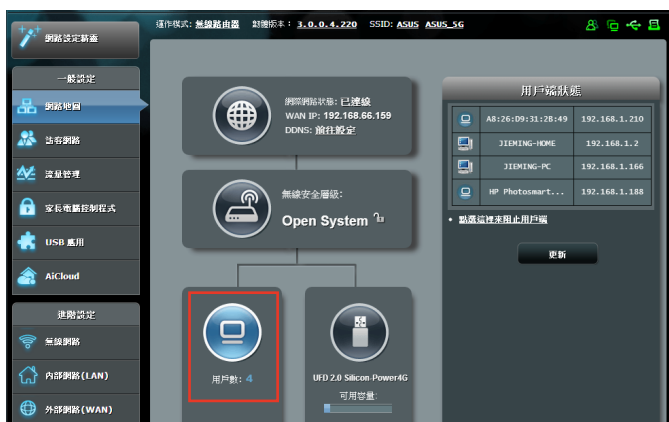 運作模式: 無線路由器 韌體版本: 3.0.0.4.220 SSID: ASUS ASUS_5G
網路設定精靈
一般設定
網路地圖
訪客網路
流量管理
家長電腦控制程式
USB 應用
AiCloud
進階設定
無線網路
內部網路(LAN)
外部網路(WAN)
網際網路狀態: 已連線
WAN IP: 192.168.66.159
DDNS: 前往設定
無線安全層級:
Open System
用戶數: 4
UFD 2.0 Silicon-Power4G
可用容量:
用戶端狀態
A8:26:D9:31:2B:49 192.168.1.210
JIEMING-HOME 192.168.1.2
JIEMING-PC 192.168.1.166
HP Photosmart... 192.168.1.188
點選這裡來阻止用戶端
更新